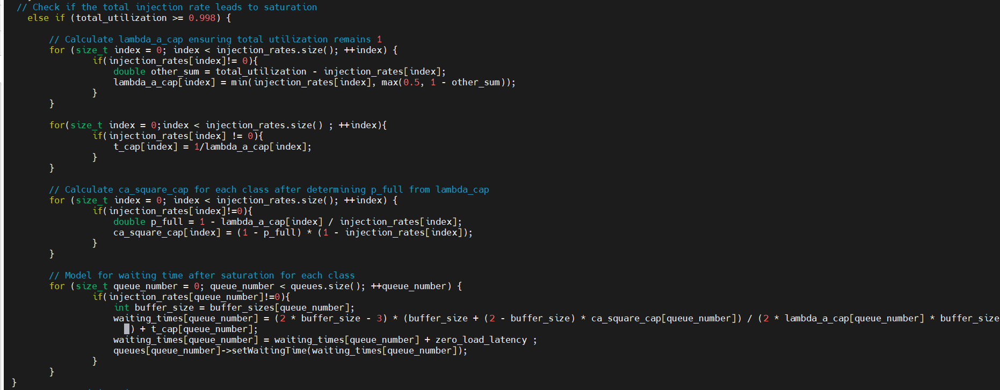 // Check if the total injection rate leads to saturation
else if (total_utilization >= 0.998) {
// Calculate lambda_a_cap ensuring total utilization remains 1
for (size_t index = 0; index < injection_rates.size(); ++index) {
if(injection_rates[index]!= 0){
double other_sum = total_utilization - injection_rates[index];
lambda_a_cap[index] = min(injection_rates[index], max(0.5, 1 - other_sum));
}
}
for(size_t index = 0;index < injection_rates.size() ; ++index){
if(injection_rates[index] != 0){
t_cap[index] = 1/lambda_a_cap[index];
}
}
// Calculate ca_square_cap for each class after determining p_full from lambda_cap
for (size_t index = 0; index < injection_rates.size(); ++index) {
if(injection_rates[index]!=0){
double p_full = 1 - lambda_a_cap[index] / injection_rates[index];
ca_square_cap[index] = (1 - p_full) * (1 - injection_rates[index]);
}
}
// Model for waiting time after saturation for each class
for (size_t queue_number = 0; queue_number < queues.size(); ++queue_number) {
if(injection_rates[queue_number]!=0){
int buffer_size = buffer_sizes[queue_number];
waiting_times[queue_number] = (2 * buffer_size - 3) * (buffer_size + (2 - buffer_size) * ca_square_cap[queue_number]) / (2 * lambda_a_cap[queue_number] * buffer_size
) + t_cap[queue_number];
waiting_times[queue_number] = waiting_times[queue_number] + zero_load_latency ;
queues[queue_number]->setWaitingTime(waiting_times[queue_number]);
}
}
}